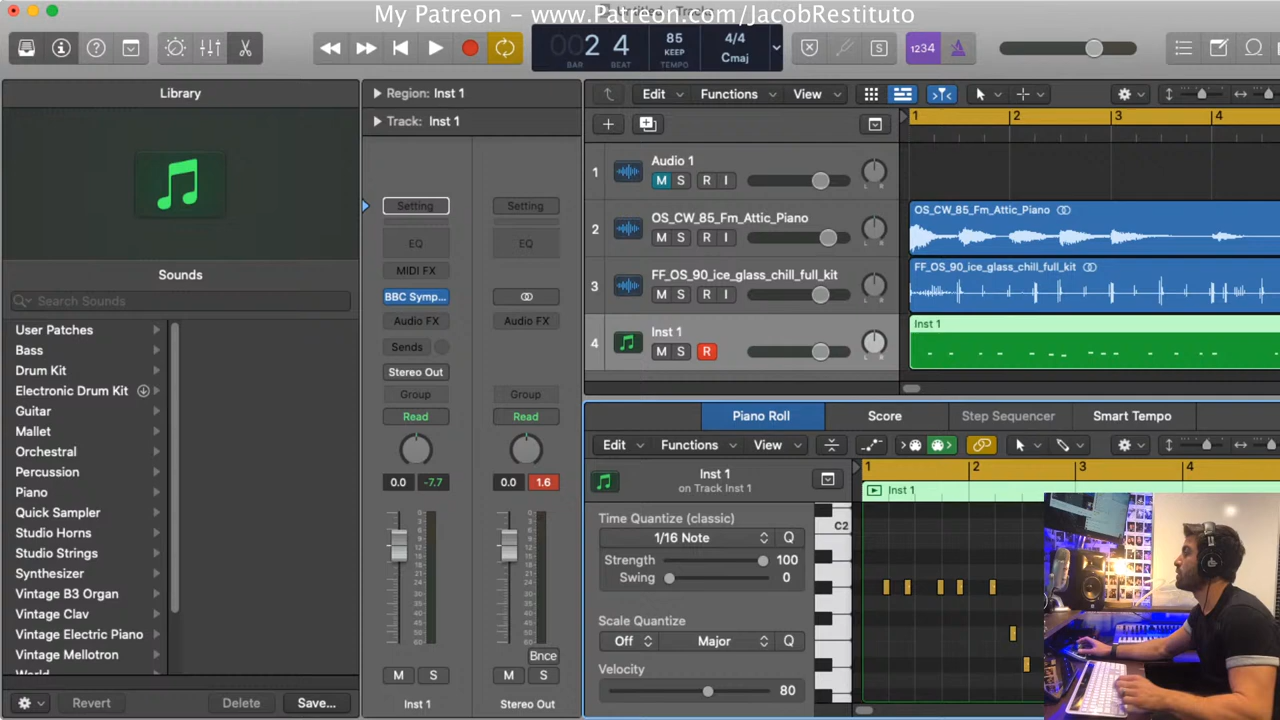 My Patreon - www.Patreon.com/JacobRestituto
2 4
BAR BEAT
85
KEEP
TEMPO
4/4
Cmaj
S
1234
Library
Sounds
Search Sounds
User Patches
Bass
Drum Kit
Electronic Drum Kit
Guitar
Mallet
Orchestral
Percussion
Piano
Quick Sampler
Studio Horns
Studio Strings
Synthesizer
Vintage B3 Organ
Vintage Clav
Vintage Electric Piano
Vintage Mellotron
World
Revert
Delete
Save...
Region: Inst 1
Track: Inst 1
Setting Setting
EQ EQ
MIDI FX
BBC Symp...
Audio FX Audio FX
Sends
Stereo Out
Group Group
Read Read
0.0 -7.7 0.0 1.6
Bnce
M S M S
Inst 1 Stereo Out
Edit Functions View
1 2 3 4
1 Audio 1
M S R I
L R
2 OS_CW_85_Fm_Attic_Piano
M S R I
L R
3 FF_OS_90_ice_glass_chill_full_kit
M S R I
L R
4 Inst 1
M S R
L R
OS_CW_85_Fm_Attic_Piano
FF_OS_90_ice_glass_chill_full_kit
Inst 1
Piano Roll Score Step Sequencer Smart Tempo
Edit Functions View
Inst 1
on Track Inst 1
1 2 3 4
Inst 1
C2
Time Quantize (classic)
1/16 Note Q
Strength 100
Swing 0
Scale Quantize
Off Major Q
Velocity
80